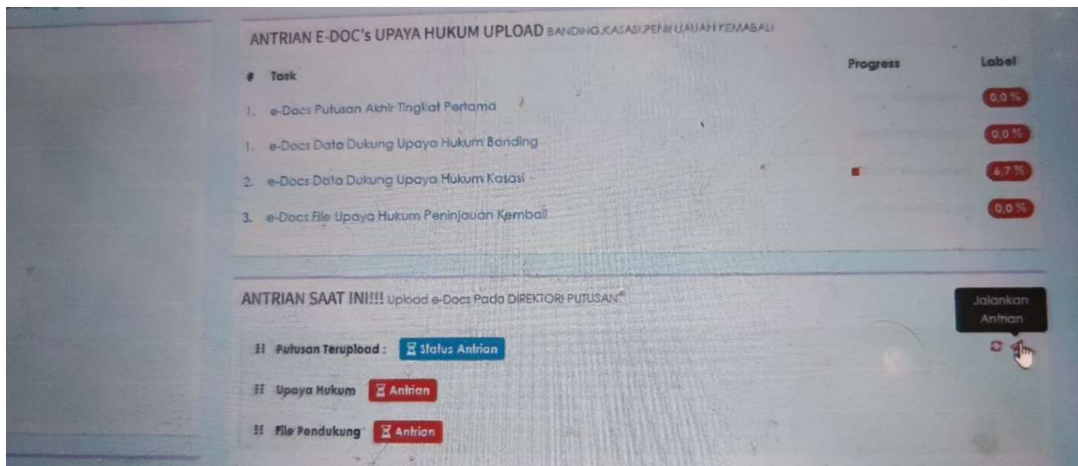 ANTRIAN E-DOC's UPAYA HUKUM UPLOAD BANDING,KASASI,PENINJAUAN KEMABALI
# Task Progress Label
1. e-Docs Putusan Akhir Tingkat Pertama 0,0 %
1. e-Docs Data Dukung Upaya Hukum Banding 0,0 %
2. e-Docs Data Dukung Upaya Hukum Kasasi 6,7 %
3. e-Docs File Upaya Hukum Peninjauan Kembali 0,0 %
ANTRIAN SAAT INI!!! Upload e-Docs Pada DIREKTORI PUTUSAN
Jalankan
Antrian
Putusan Terupload : Status Antrian
Upaya Hukum Antrian
File Pendukung Antrian